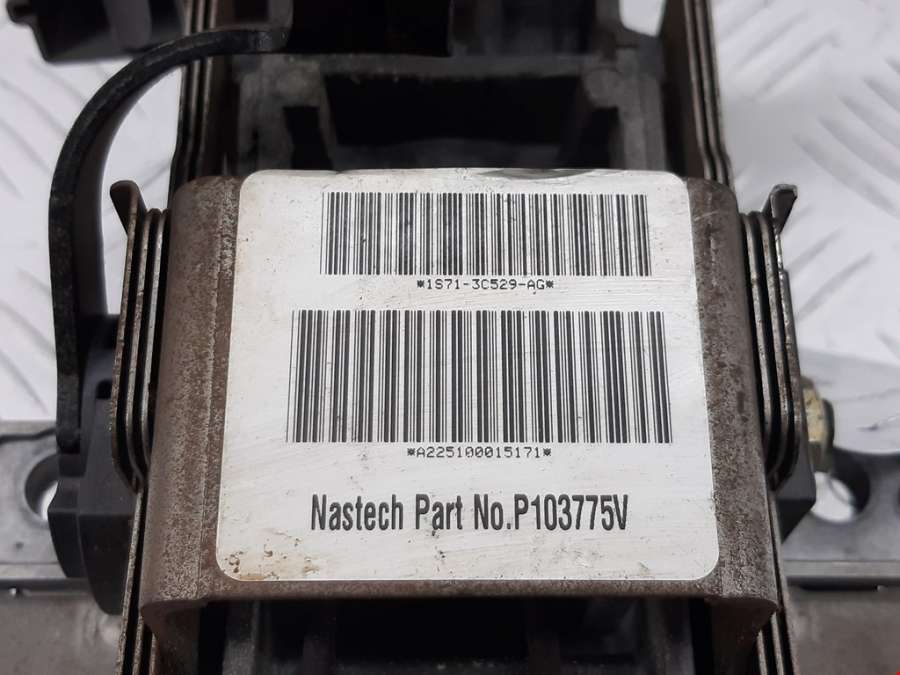 *1S71-3C529-AG*
*A225100015171*
Nastech Part No.P103775V